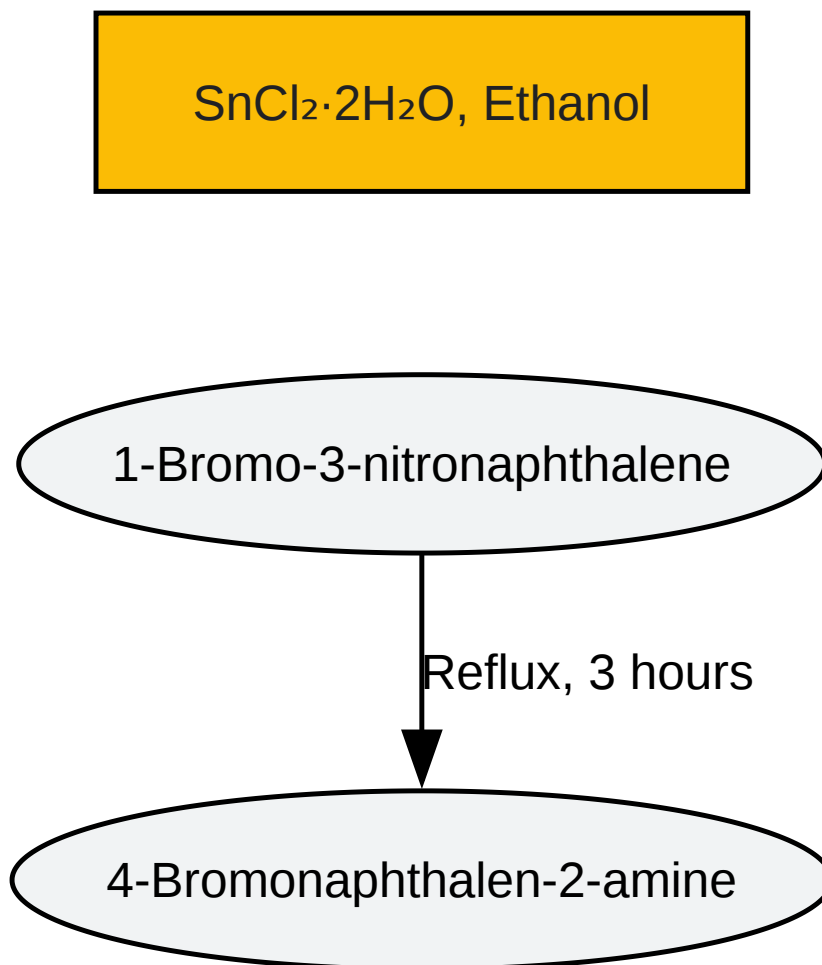 SnCl₂·2H₂O, Ethanol
1-Bromo-3-nitronaphthalene
Reflux, 3 hours
4-Bromonaphthalen-2-amine